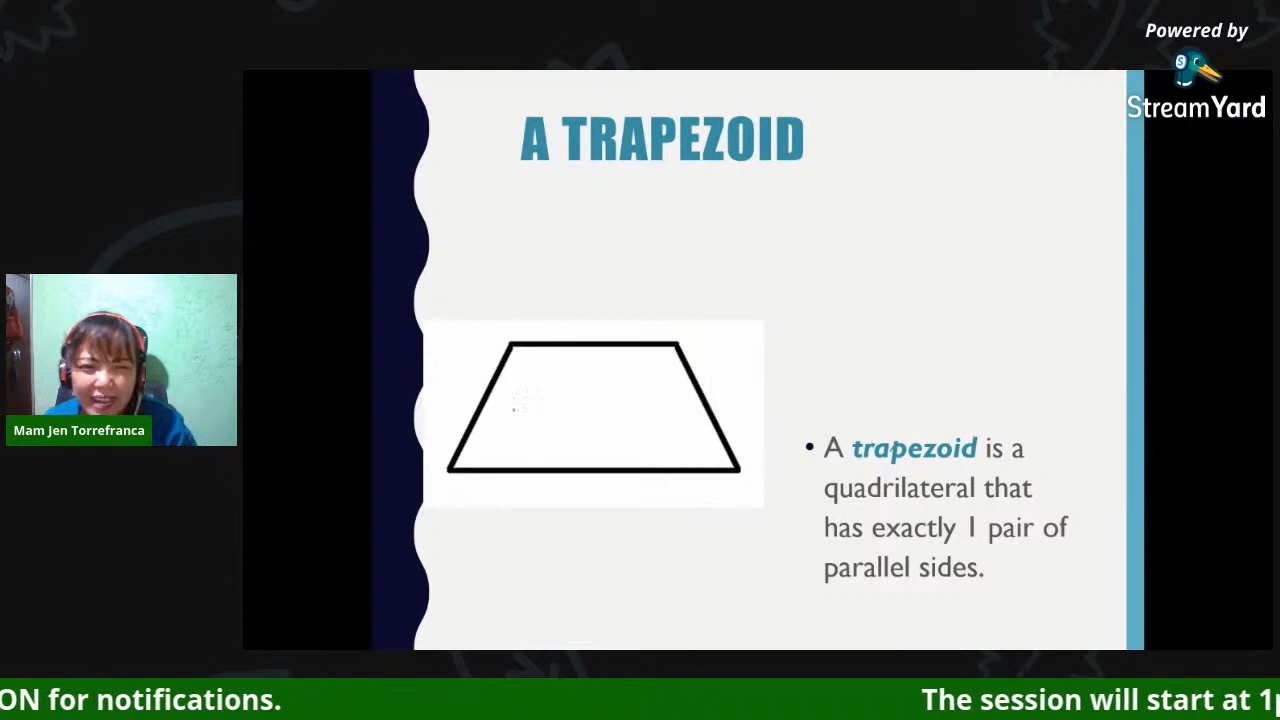 Powered by
StreamYard
A TRAPEZOID
Mam Jen Torrefranca
• A trapezoid is a
quadrilateral that
has exactly 1 pair of
parallel sides.
ON for notifications.
The session will start at 1p